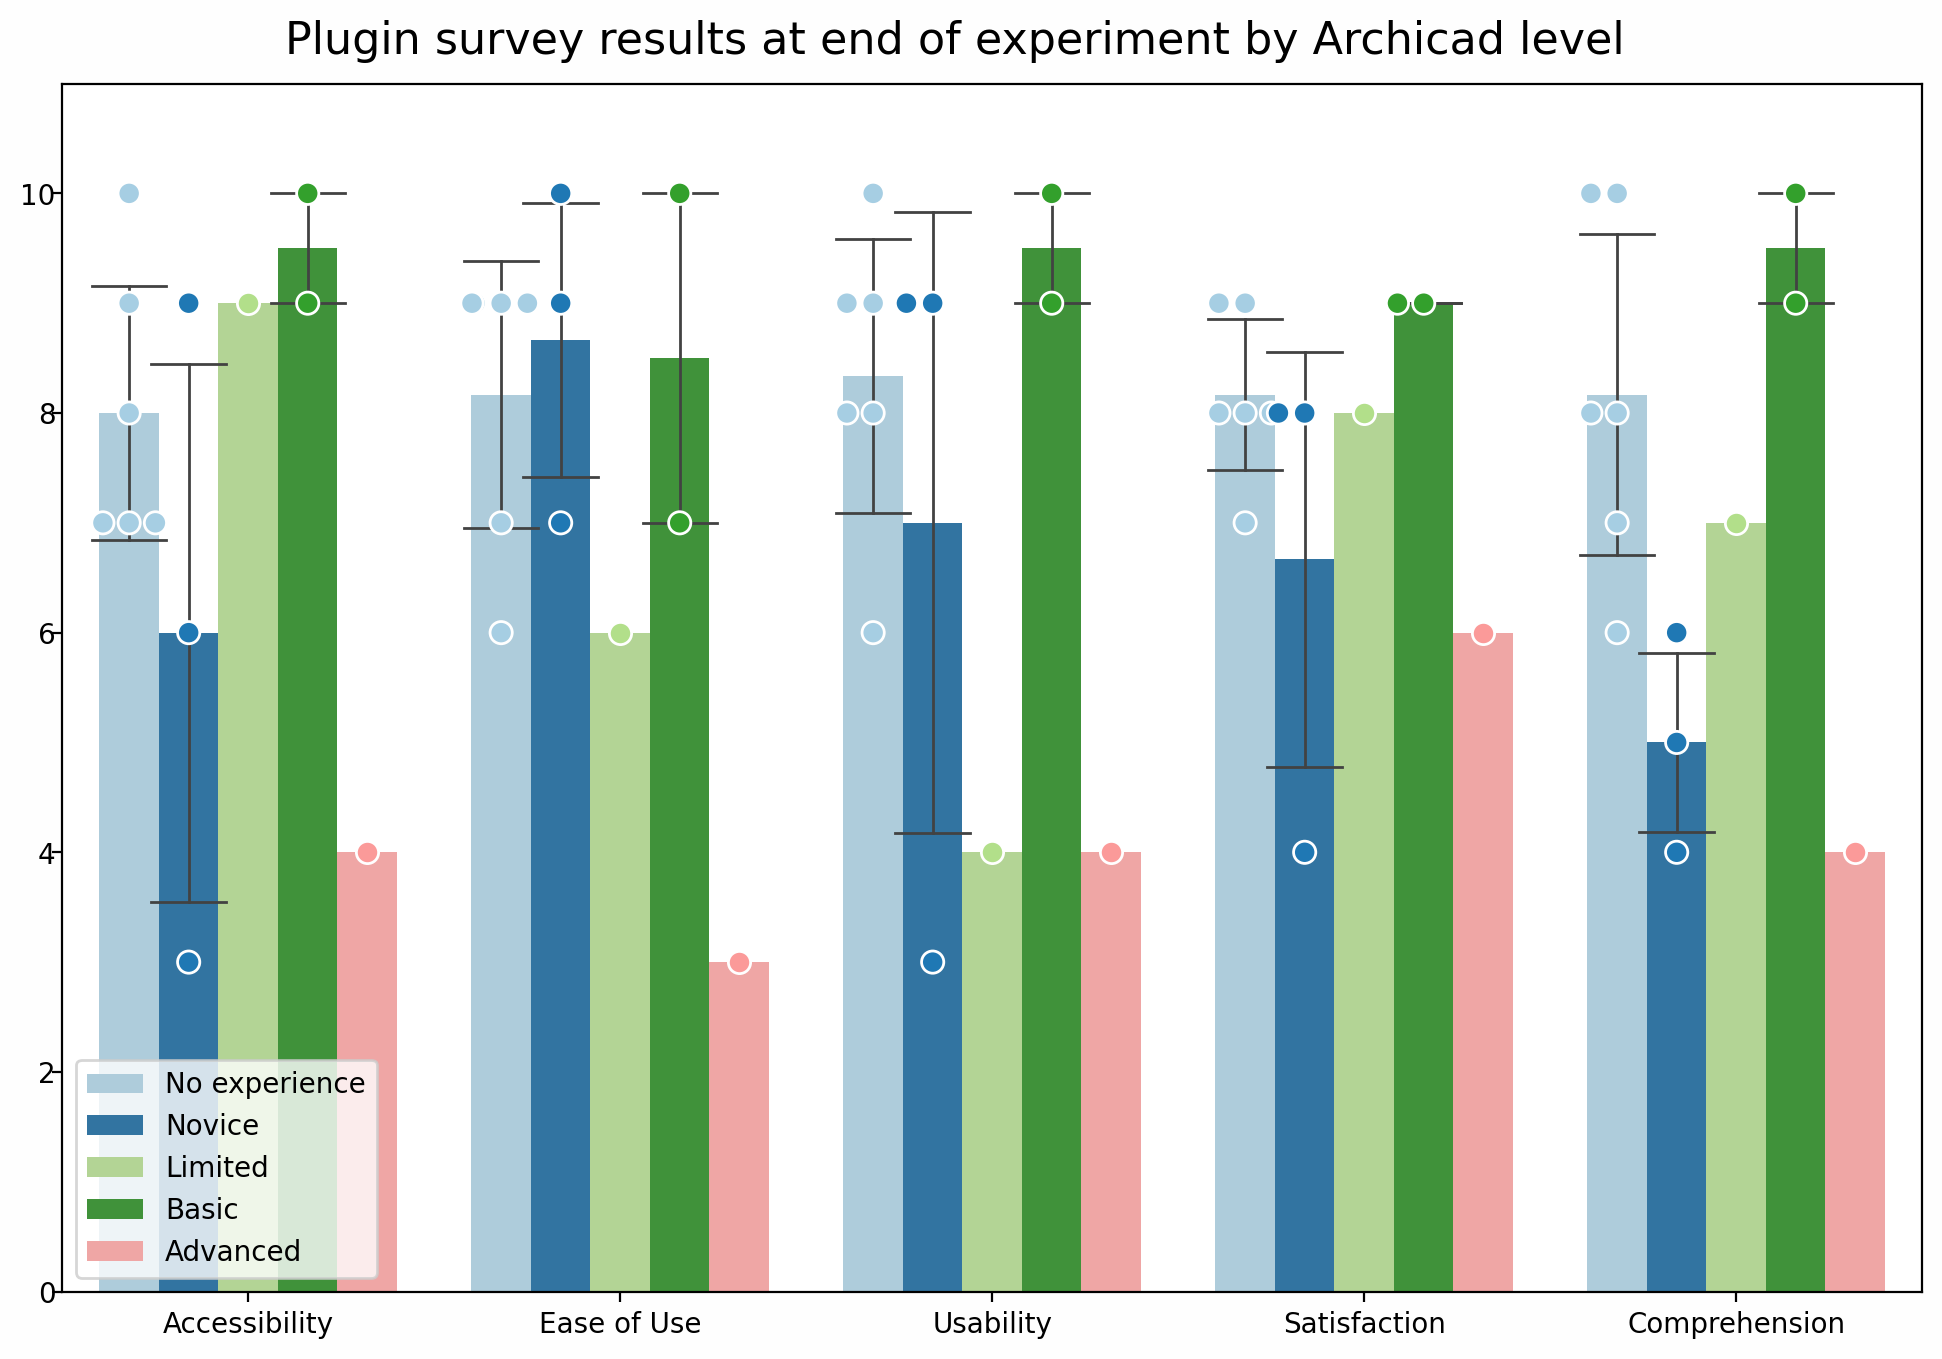 Plugin survey results at end of experiment by Archicad level
10
8
6
4
2
0
No experience
Novice
Limited
Basic
Advanced
Accessibility
Ease of Use
Usability
Satisfaction
Comprehension